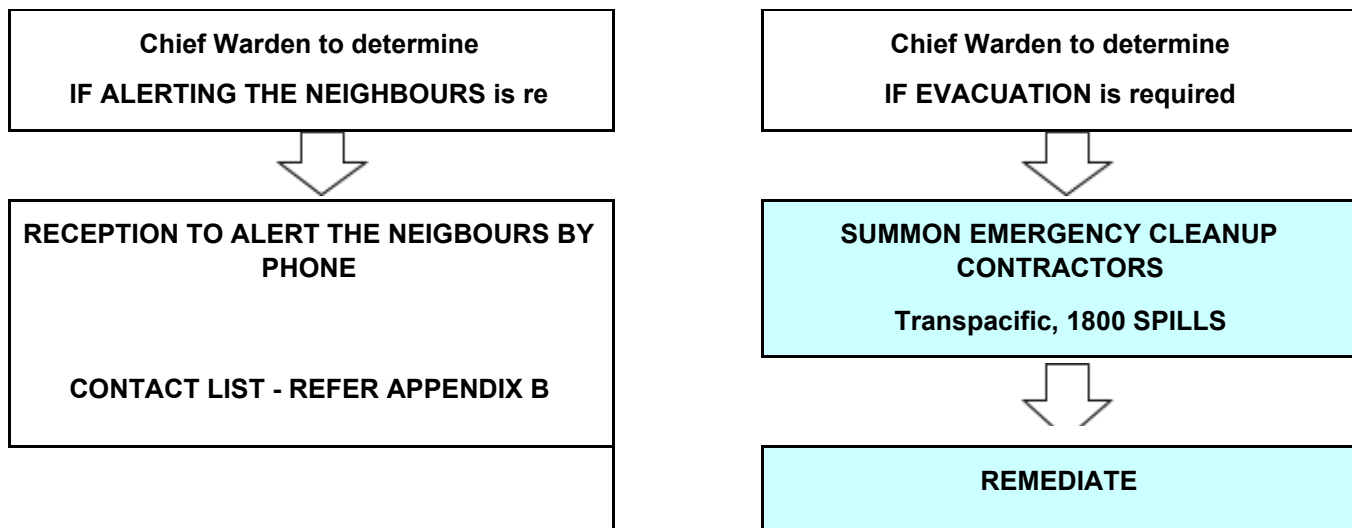 Chief Warden to determine
IF ALERTING THE NEIGHBOURS is re
RECEPTION TO ALERT THE NEIGBOURS BY
PHONE
CONTACT LIST - REFER APPENDIX B
Chief Warden to determine
IF EVACUATION is required
SUMMON EMERGENCY CLEANUP
CONTRACTORS
Transpacific, 1800 SPILLS
REMEDIATE